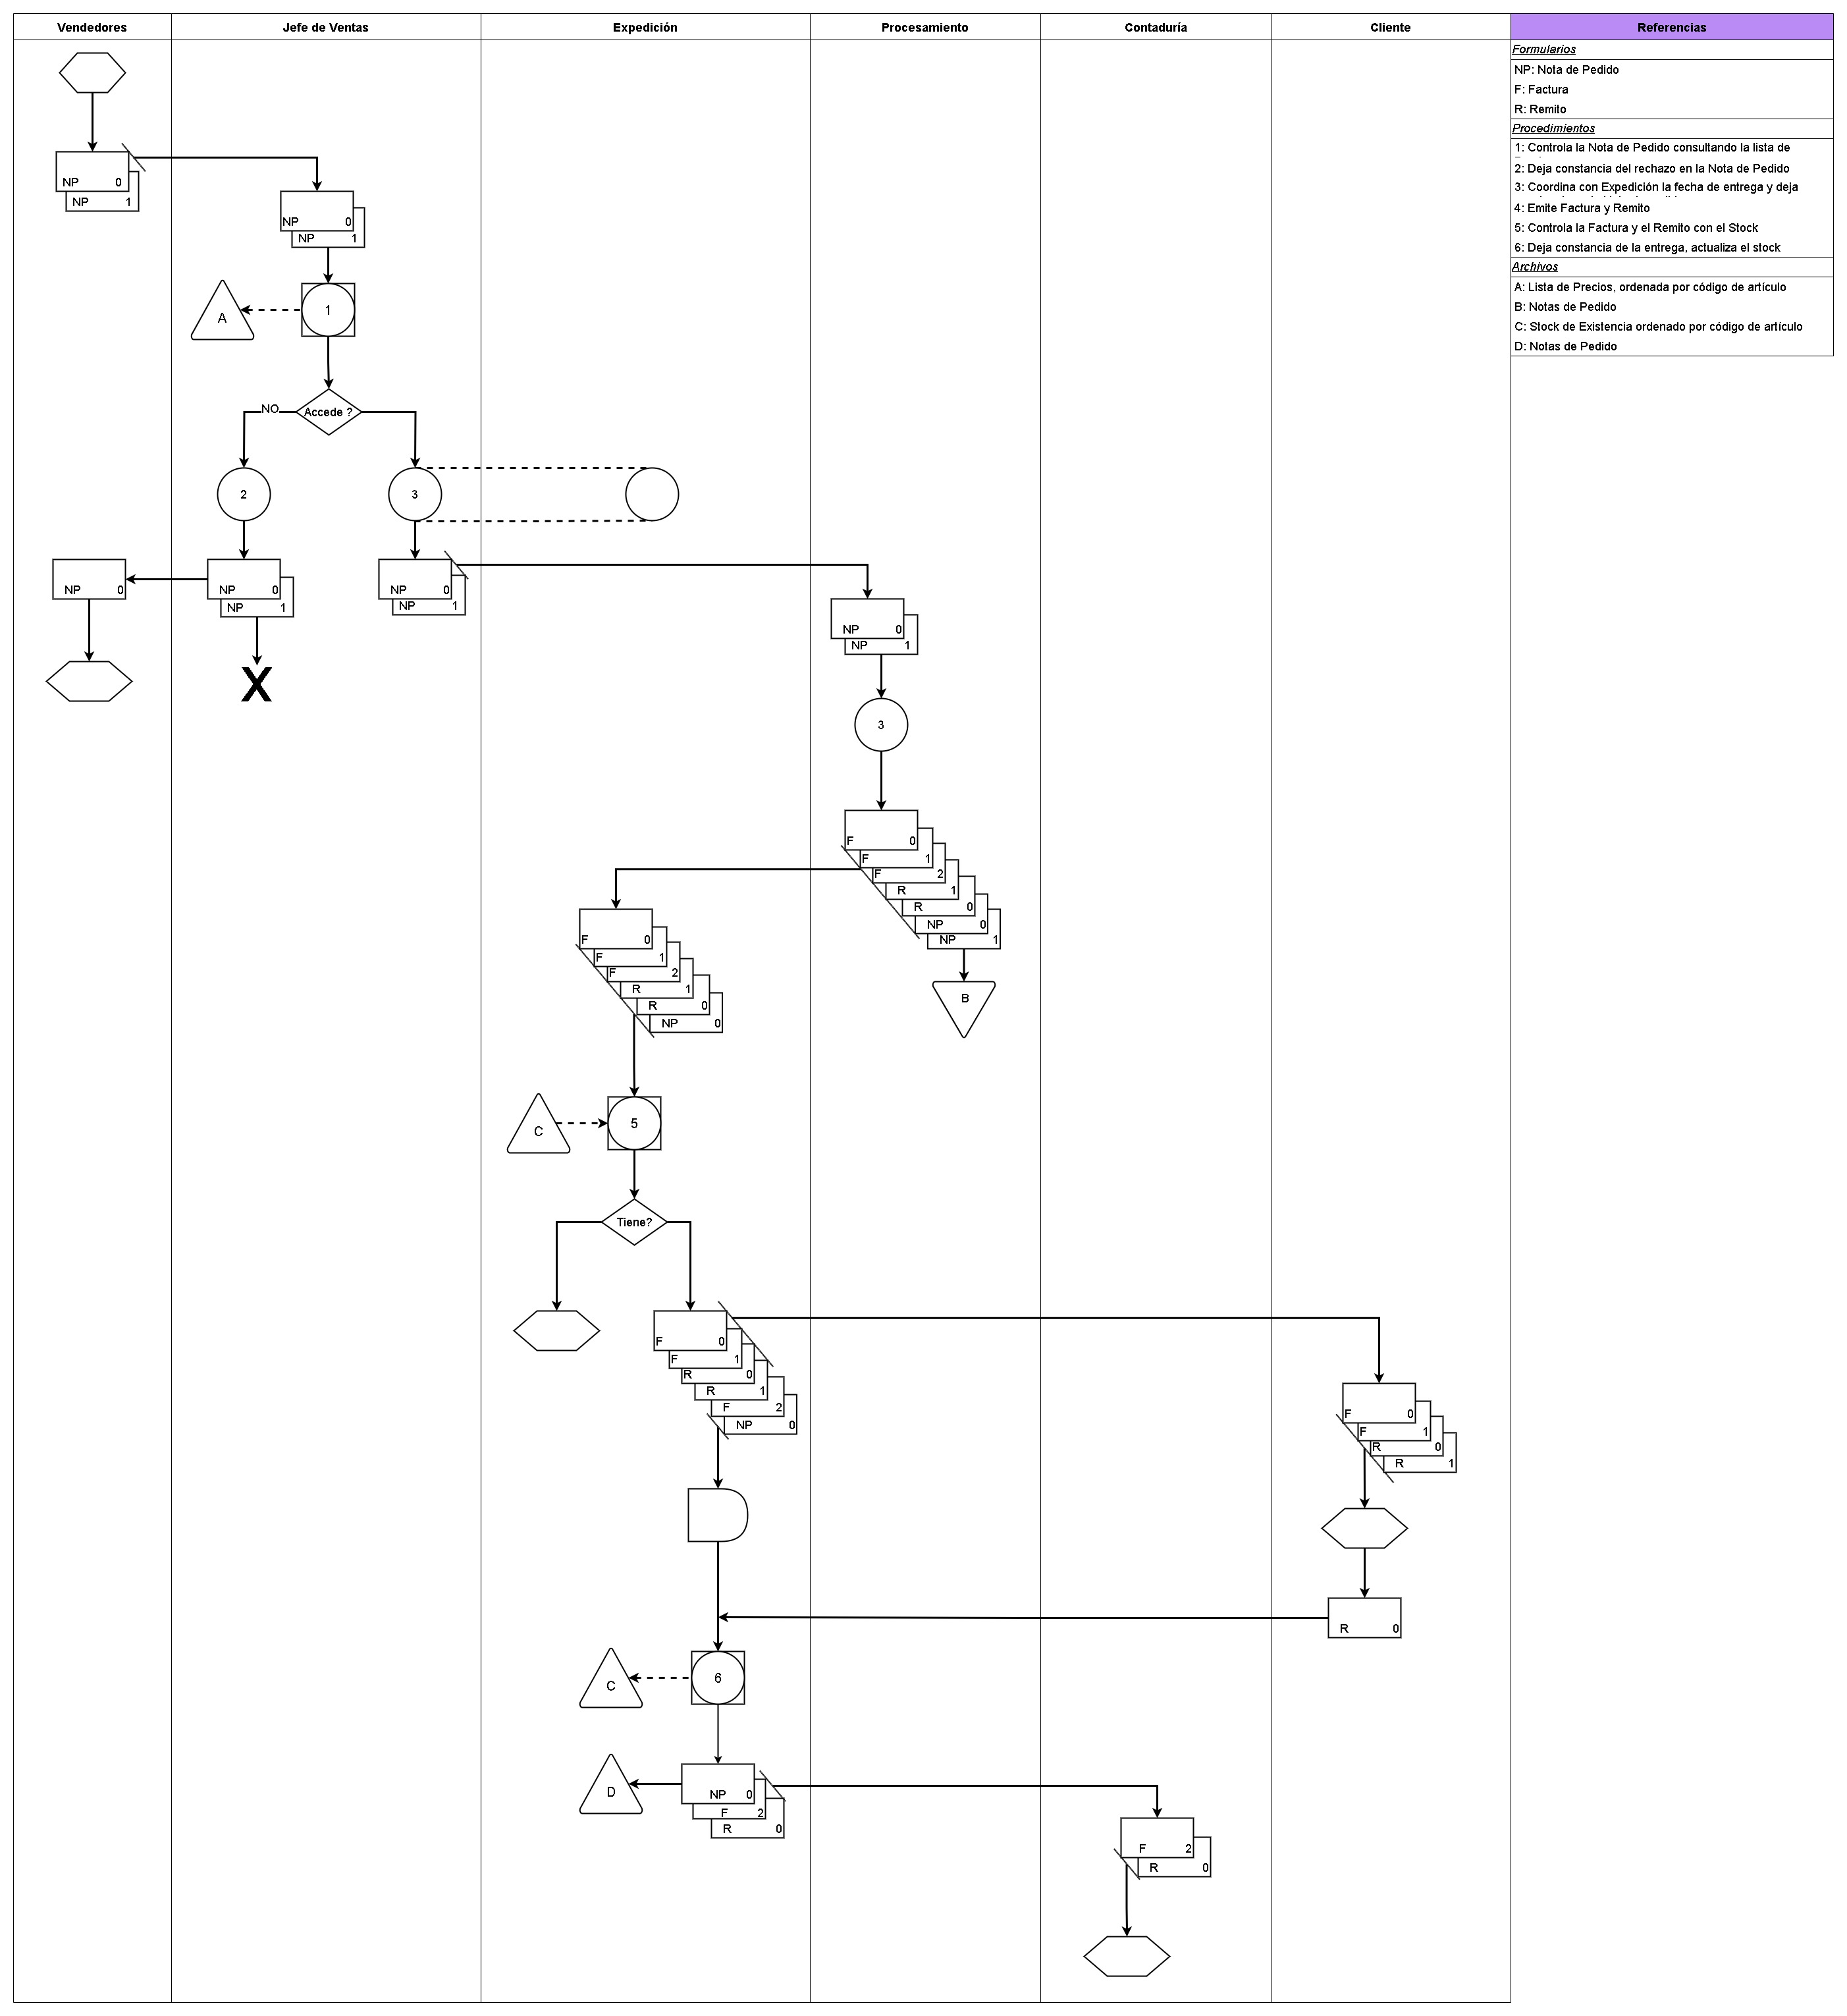 Vendedores
Jefe de Ventas
Expedición
Procesamiento
Contaduría
Cliente
Referencias
Formularios
NP: Nota de Pedido
F: Factura
R: Remito
Procedimientos
1: Controla la Nota de Pedido consultando la lista de
2: Deja constancia del rechazo en la Nota de Pedido
3: Coordina con Expedición la fecha de entrega y deja
4: Emite Factura y Remito
5: Controla la Factura y el Remito con el Stock
6: Deja constancia de la entrega, actualiza el stock
Archivos
A: Lista de Precios, ordenada por código de artículo
B: Notas de Pedido
C: Stock de Existencia ordenado por código de artículo
D: Notas de Pedido
NP 0
NP 1
NP 0
NP 1
A
1
NO
Accede ?
2
3
NP 0
NP 0
NP 1
NP 0
NP 1
NP 0
NP 1
X
3
F 0
F 1
F 2
R 1
R 0
NP 0
NP 1
B
F 0
F 1
F 2
R 1
R 0
NP 0
C
5
Tiene?
F 0
F 1
R 0
R 1
F 2
NP 0
F 0
F 1
R 0
R 1
R 0
C
6
D
NP 0
F 2
R 0
F 2
R 0